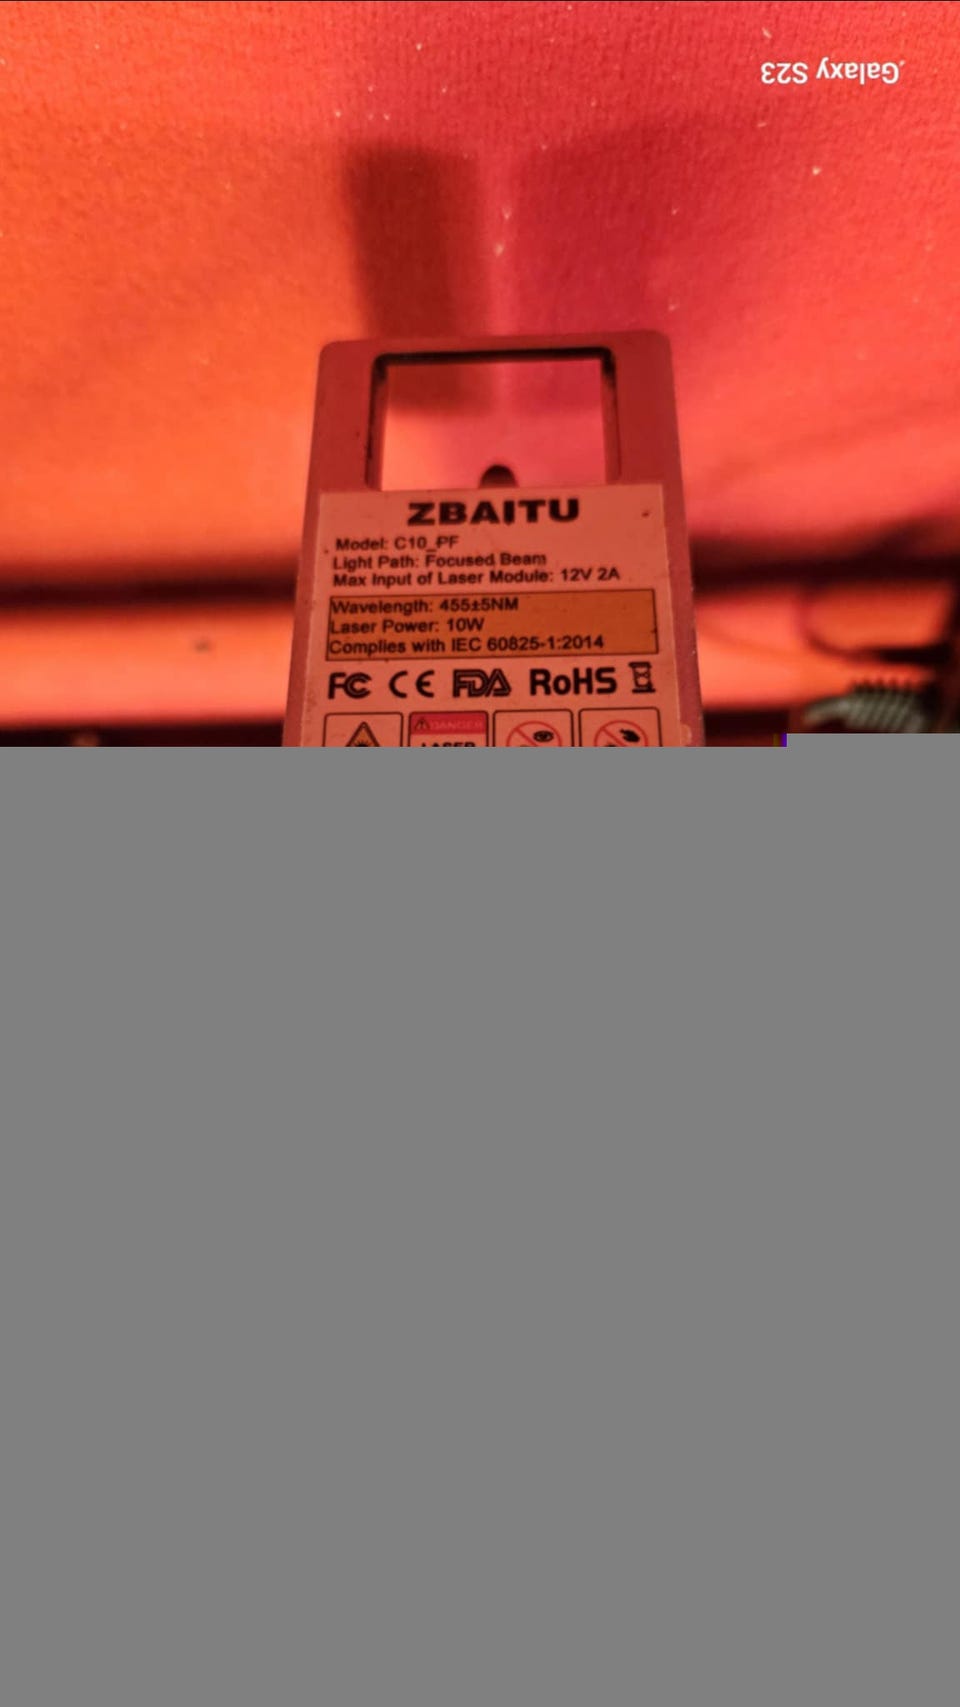 Galaxy S23
ZBAITU
Model: C10_PF
Light Path: Focused Beam
Max Input of Laser Module: 12V 2A
Wavelength: 455±5NM
Laser Power: 10W
Complies with IEC 60825-1:2014
FC CE FDA RoHS
DANGER
LASER